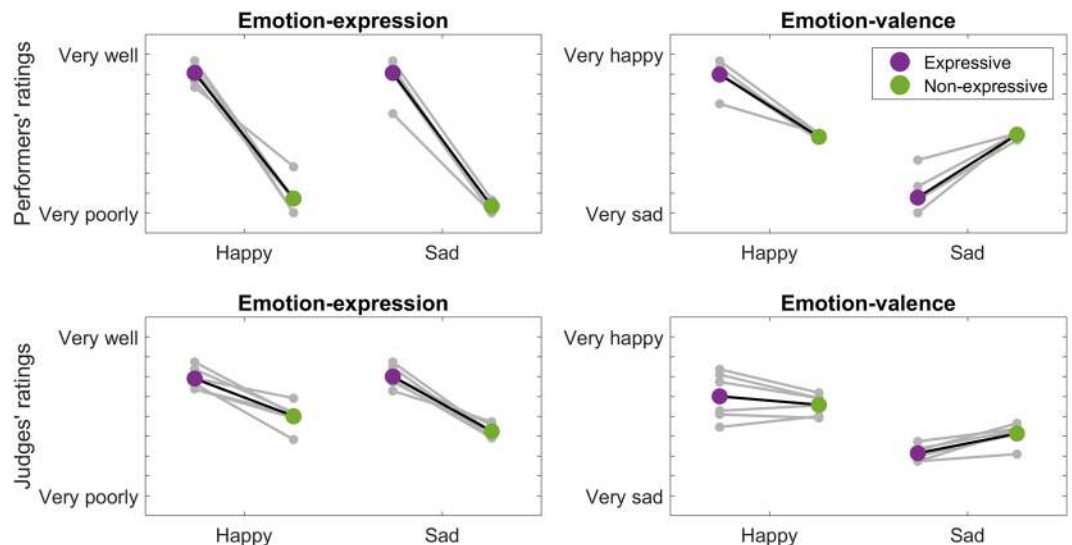 Emotion-expression
Emotion-valence
Performers' ratings
Very well
Very poorly
Happy
Sad
Very happy
Very sad
Expressive
Non-expressive
Happy
Sad
Emotion-expression
Emotion-valence
Judges' ratings
Very well
Very poorly
Happy
Sad
Very happy
Very sad
Happy
Sad